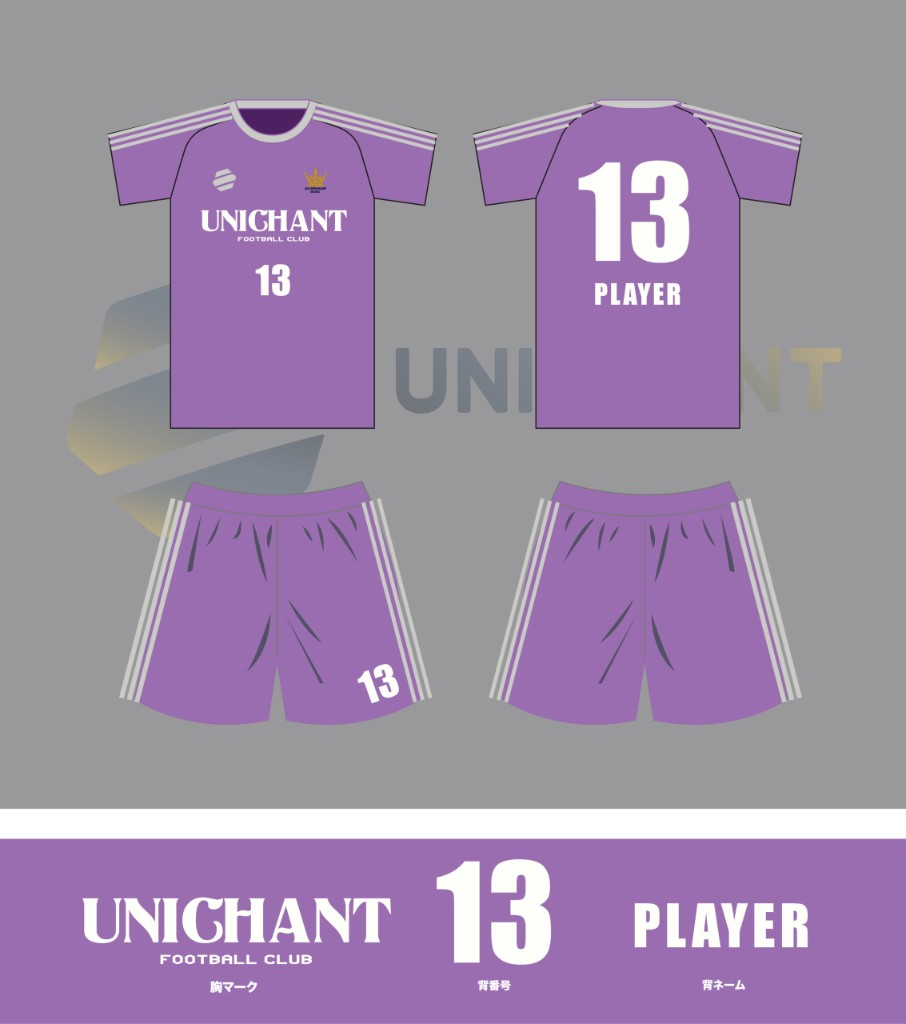 UNICHANT
FOOTBALL CLUB
13
13
PLAYER
UNICHANT
13
UNICHANT
FOOTBALL CLUB
胸マーク
13
背番号
PLAYER
背ネーム